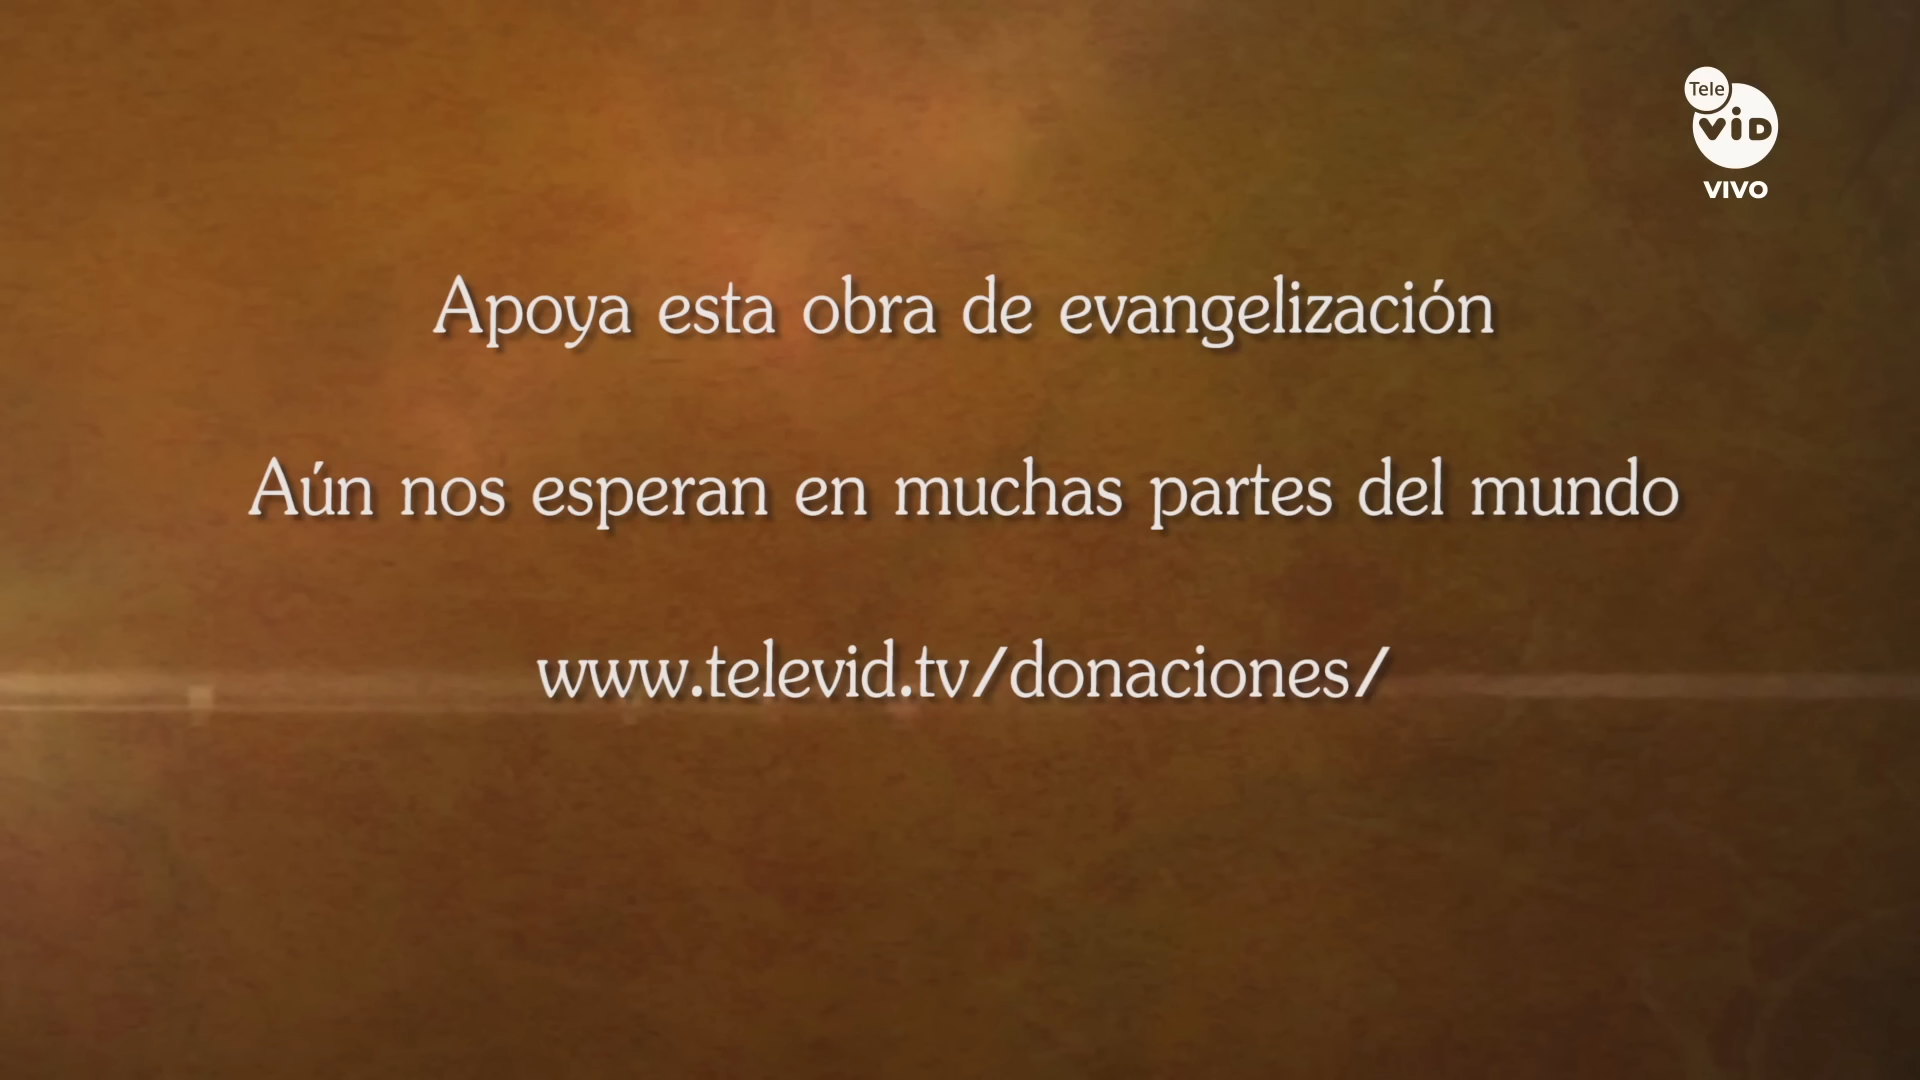 Tele
ViD
VIVO
Apoya esta obra de evangelización
Aún nos esperan en muchas partes del mundo
www.televid.tv/donaciones/